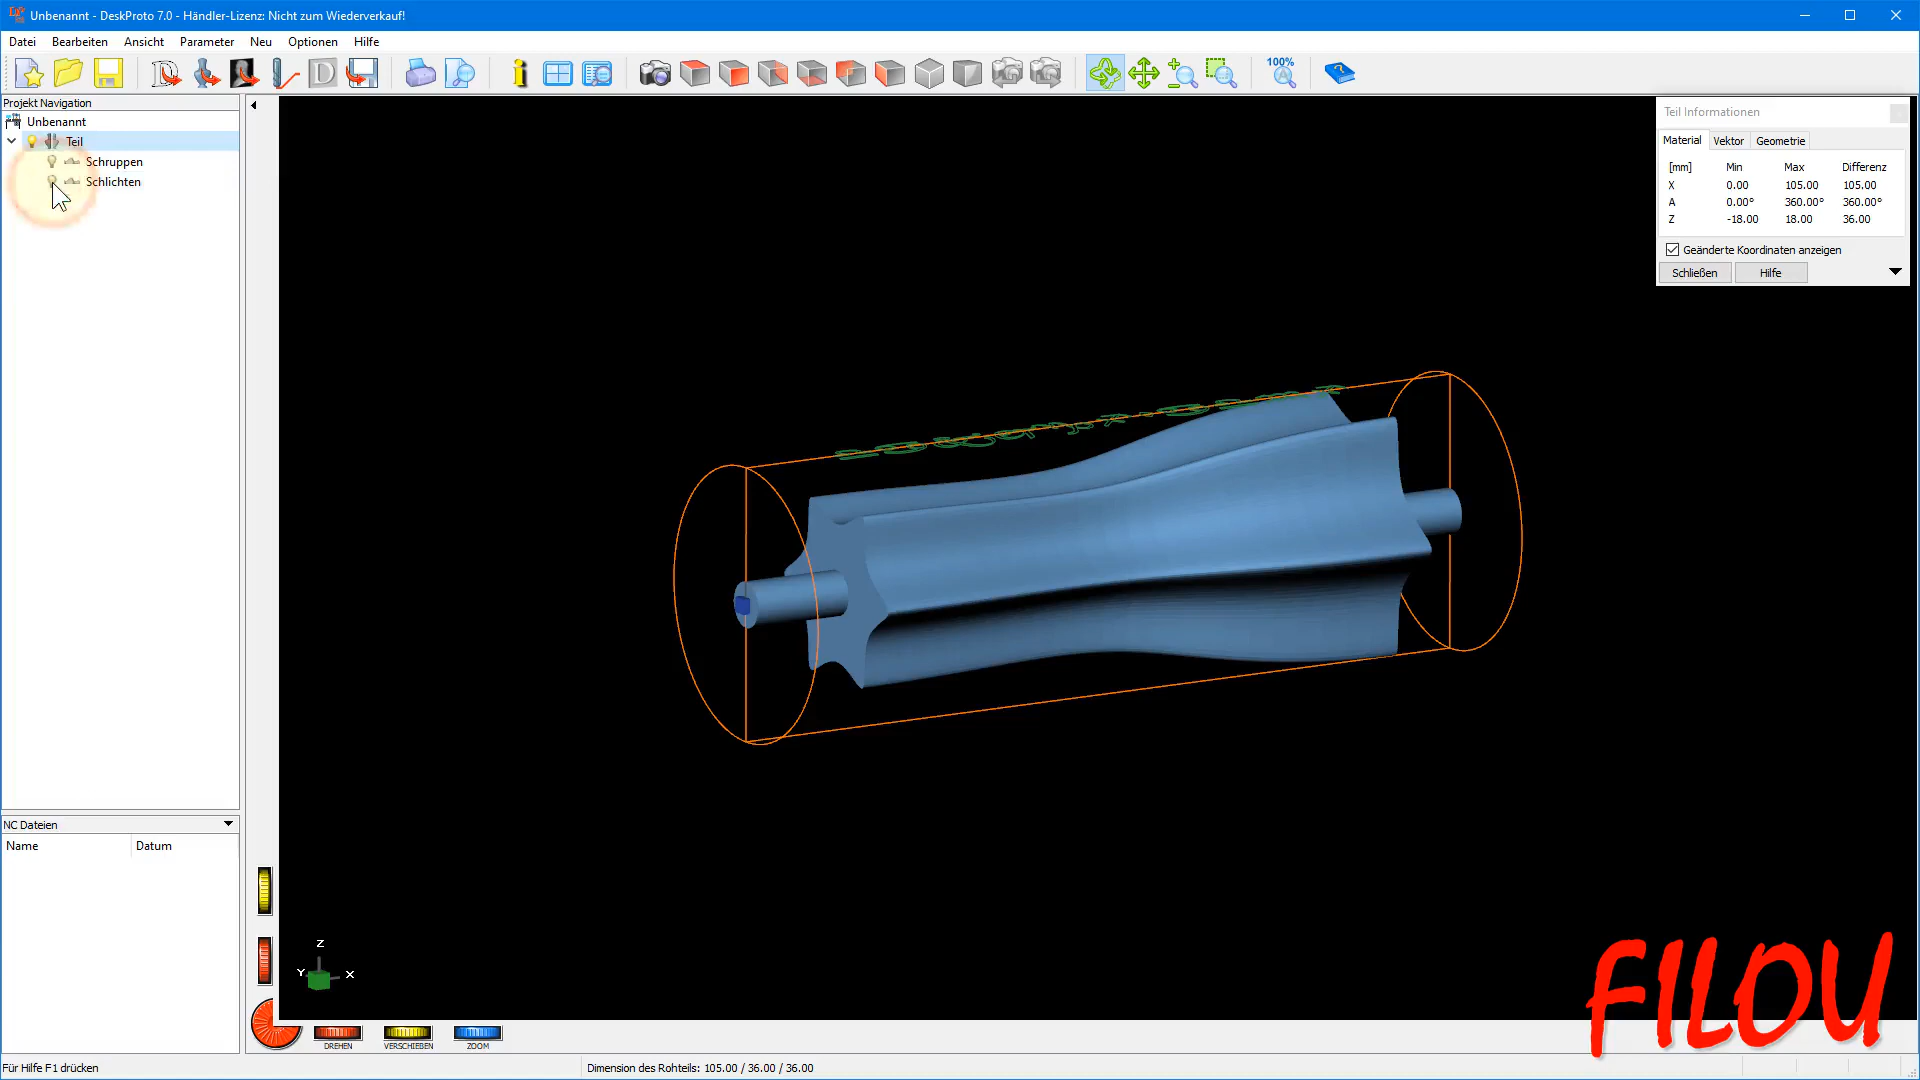 Unbenannt - DeskProto 7.0 - Händler-Lizenz: Nicht zum Wiederverkauf!
Datei Bearbeiten Ansicht Parameter Neu Optionen Hilfe
100%
Projekt Navigation
Unbenannt
Teil
Schruppen
Schlichten
Teil Informationen
Material Vektor Geometrie
[mm] Min Max Differenz
X 0.00 105.00 105.00
A 0.00° 360.00° 360.00°
Z -18.00 18.00 36.00
Geänderte Koordinaten anzeigen
Schließen Hilfe
NC Dateien
Name Datum
Z
Y X
DREHEN VERSCHIEBEN ZOOM
FILOU
Für Hilfe F1 drücken
Dimension des Rohteils: 105.00 / 36.00 / 36.00